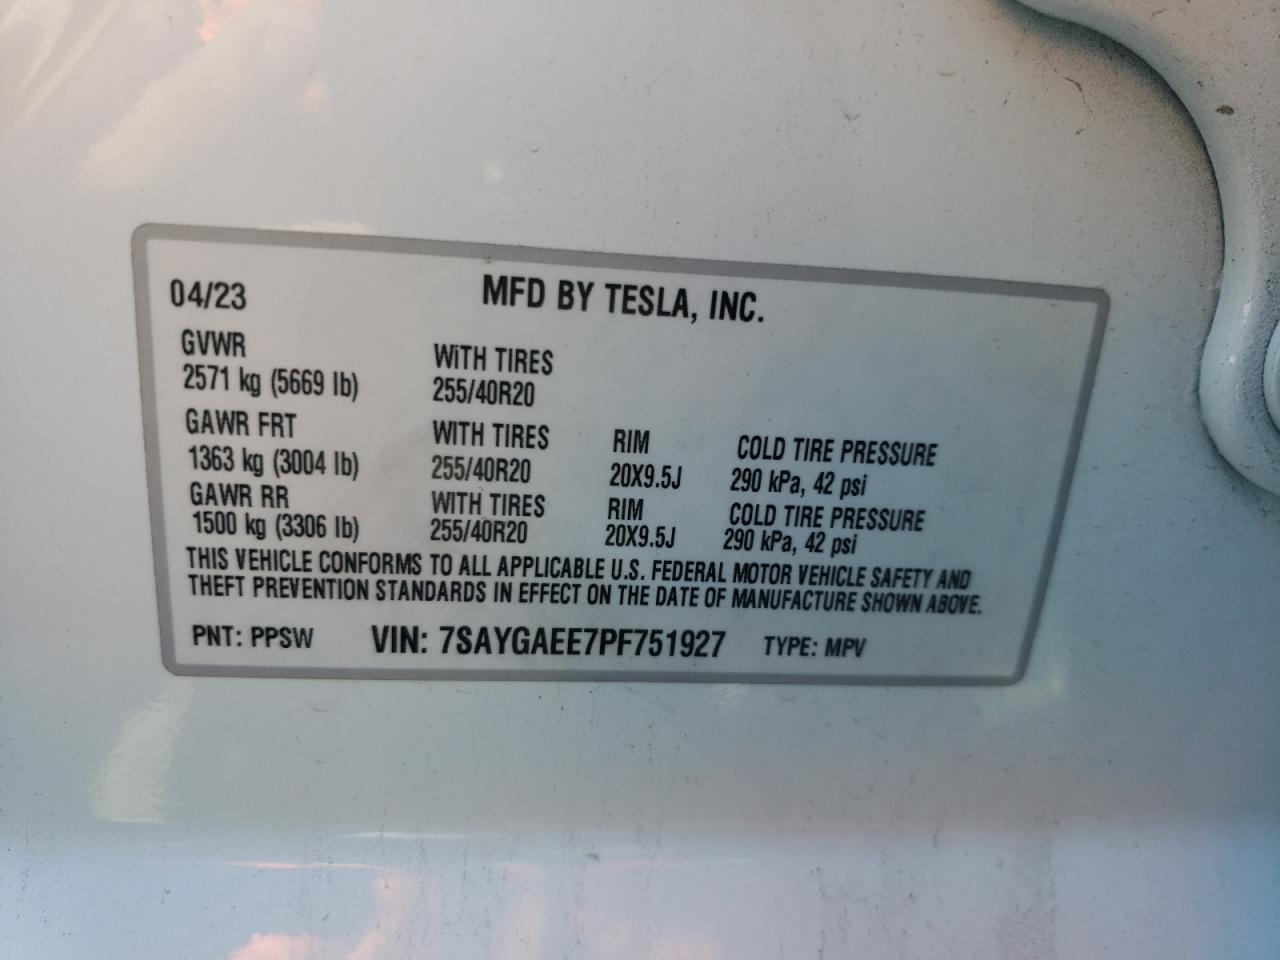 04/23 MFD BY TESLA, INC.
GVWR WiTH TIRES
2571 kg (5669 lb) 255/40R20
GAWR FRT WITH TIRES RIM COLD TIRE PRESSURE
1363 kg (3004 lb) 255/40R20 20X9.5J 290 kPa, 42 psi
GAWR RR WITH TIRES RIM COLD TIRE PRESSURE
1500 kg (3306 lb) 255/40R20 20X9.5J 290 kPa, 42 psi
THIS VEHICLE CONFORMS TO ALL APPLICABLE U.S. FEDERAL MOTOR VEHICLE SAFETY AND
THEFT PREVENTION STANDARDS IN EFFECT ON THE DATE OF MANUFACTURE SHOWN ABOVE.
PNT: PPSW VIN: 7SAYGAEE7PF751927 TYPE: MPV